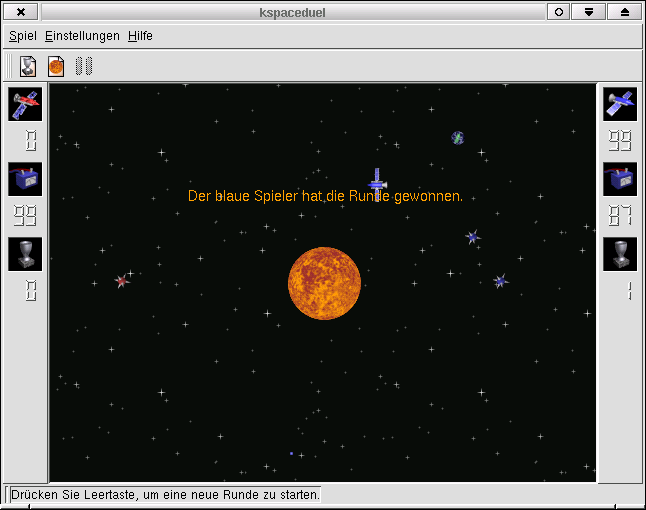 kspaceduel
Spiel Einstellungen Hilfe
0 99
Der blaue Spieler hat die Runde gewonnen.
99 87
0 1
Drücken Sie Leertaste, um eine neue Runde zu starten.